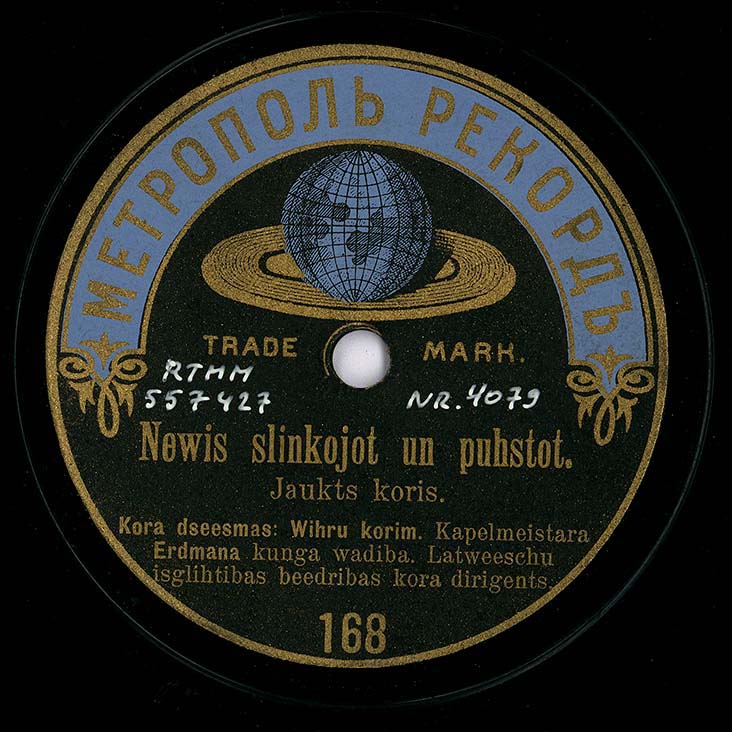 МЕТРОПОЛЬ РЕКОРДЪ
TRADE MARK.
RTMM
557427
NR. 4079
Newis slinkojot un puhstot.
Jaukts koris.
Kora dseesmas: Wihru korim. Kapelmeistara
Erdmana kunga wadiba. Latweeschu
isglihtibas beedribas kora dirigents.
168